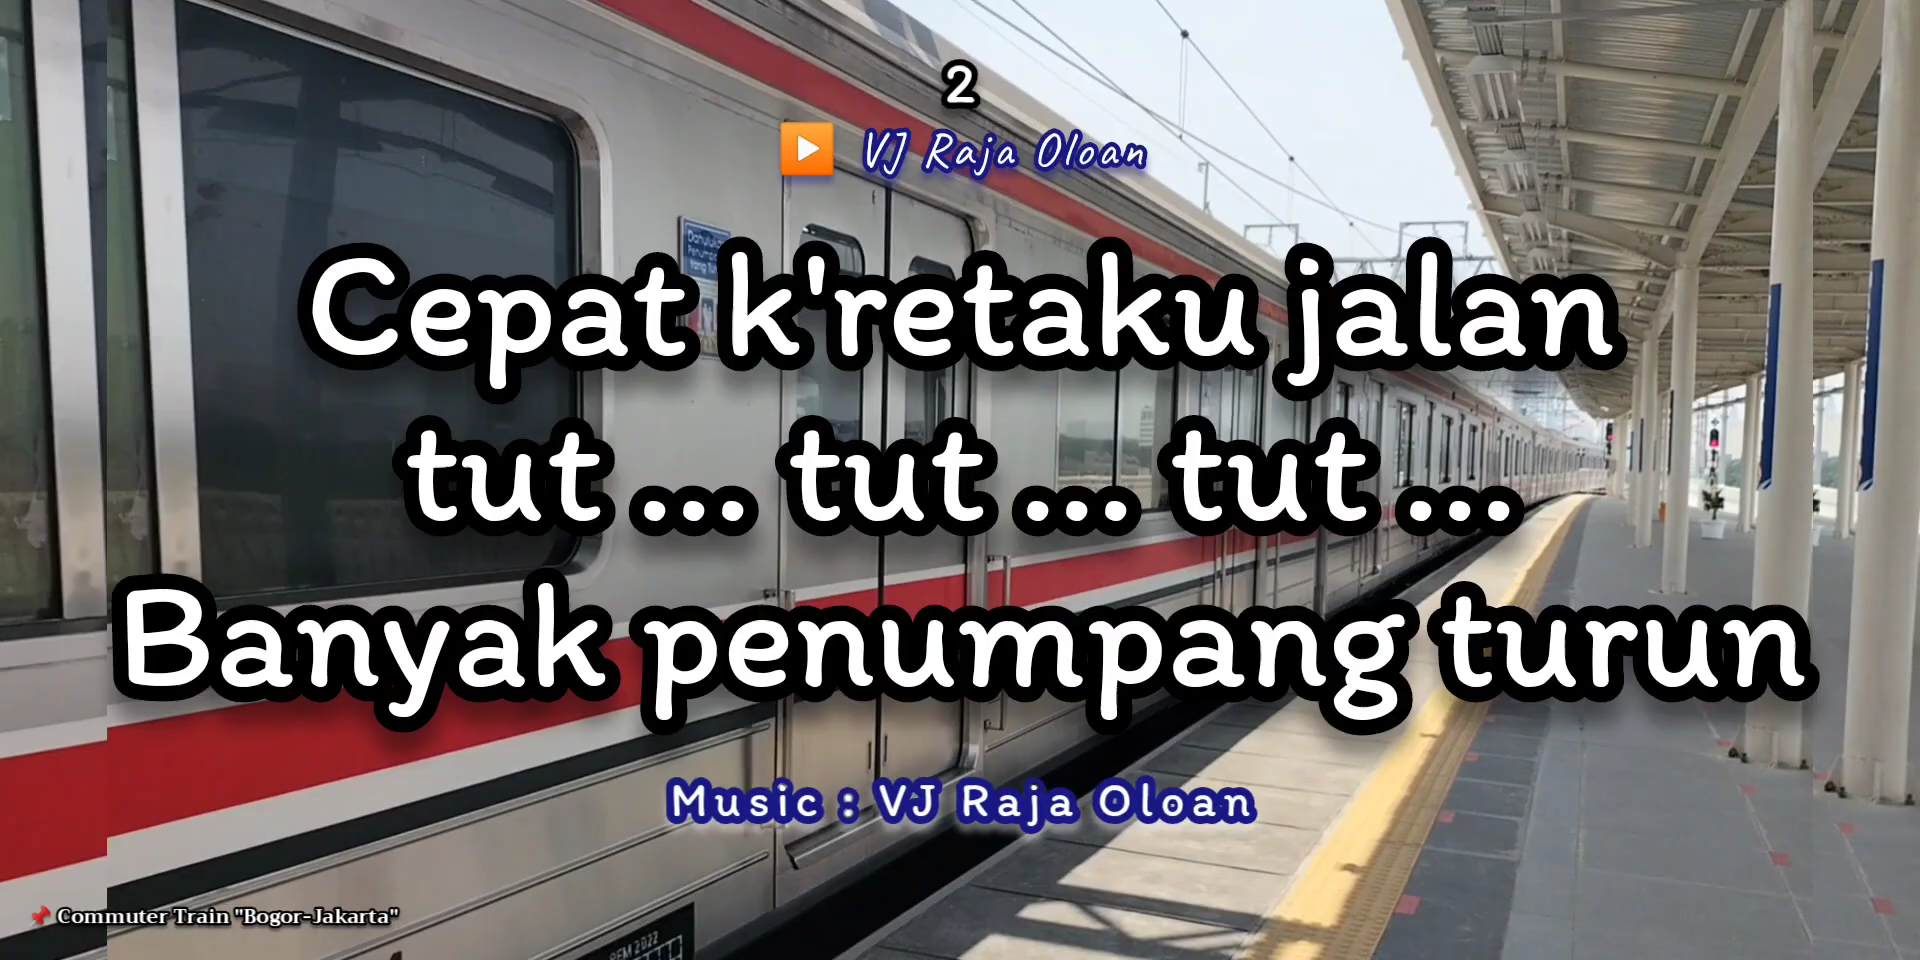 2
VJ Raja Oloan
Cepat k'retaku jalan
tut ... tut ... tut ...
Banyak penumpang turun
Music : VJ Raja Oloan
Commuter Train "Bogor-Jakarta"
2022